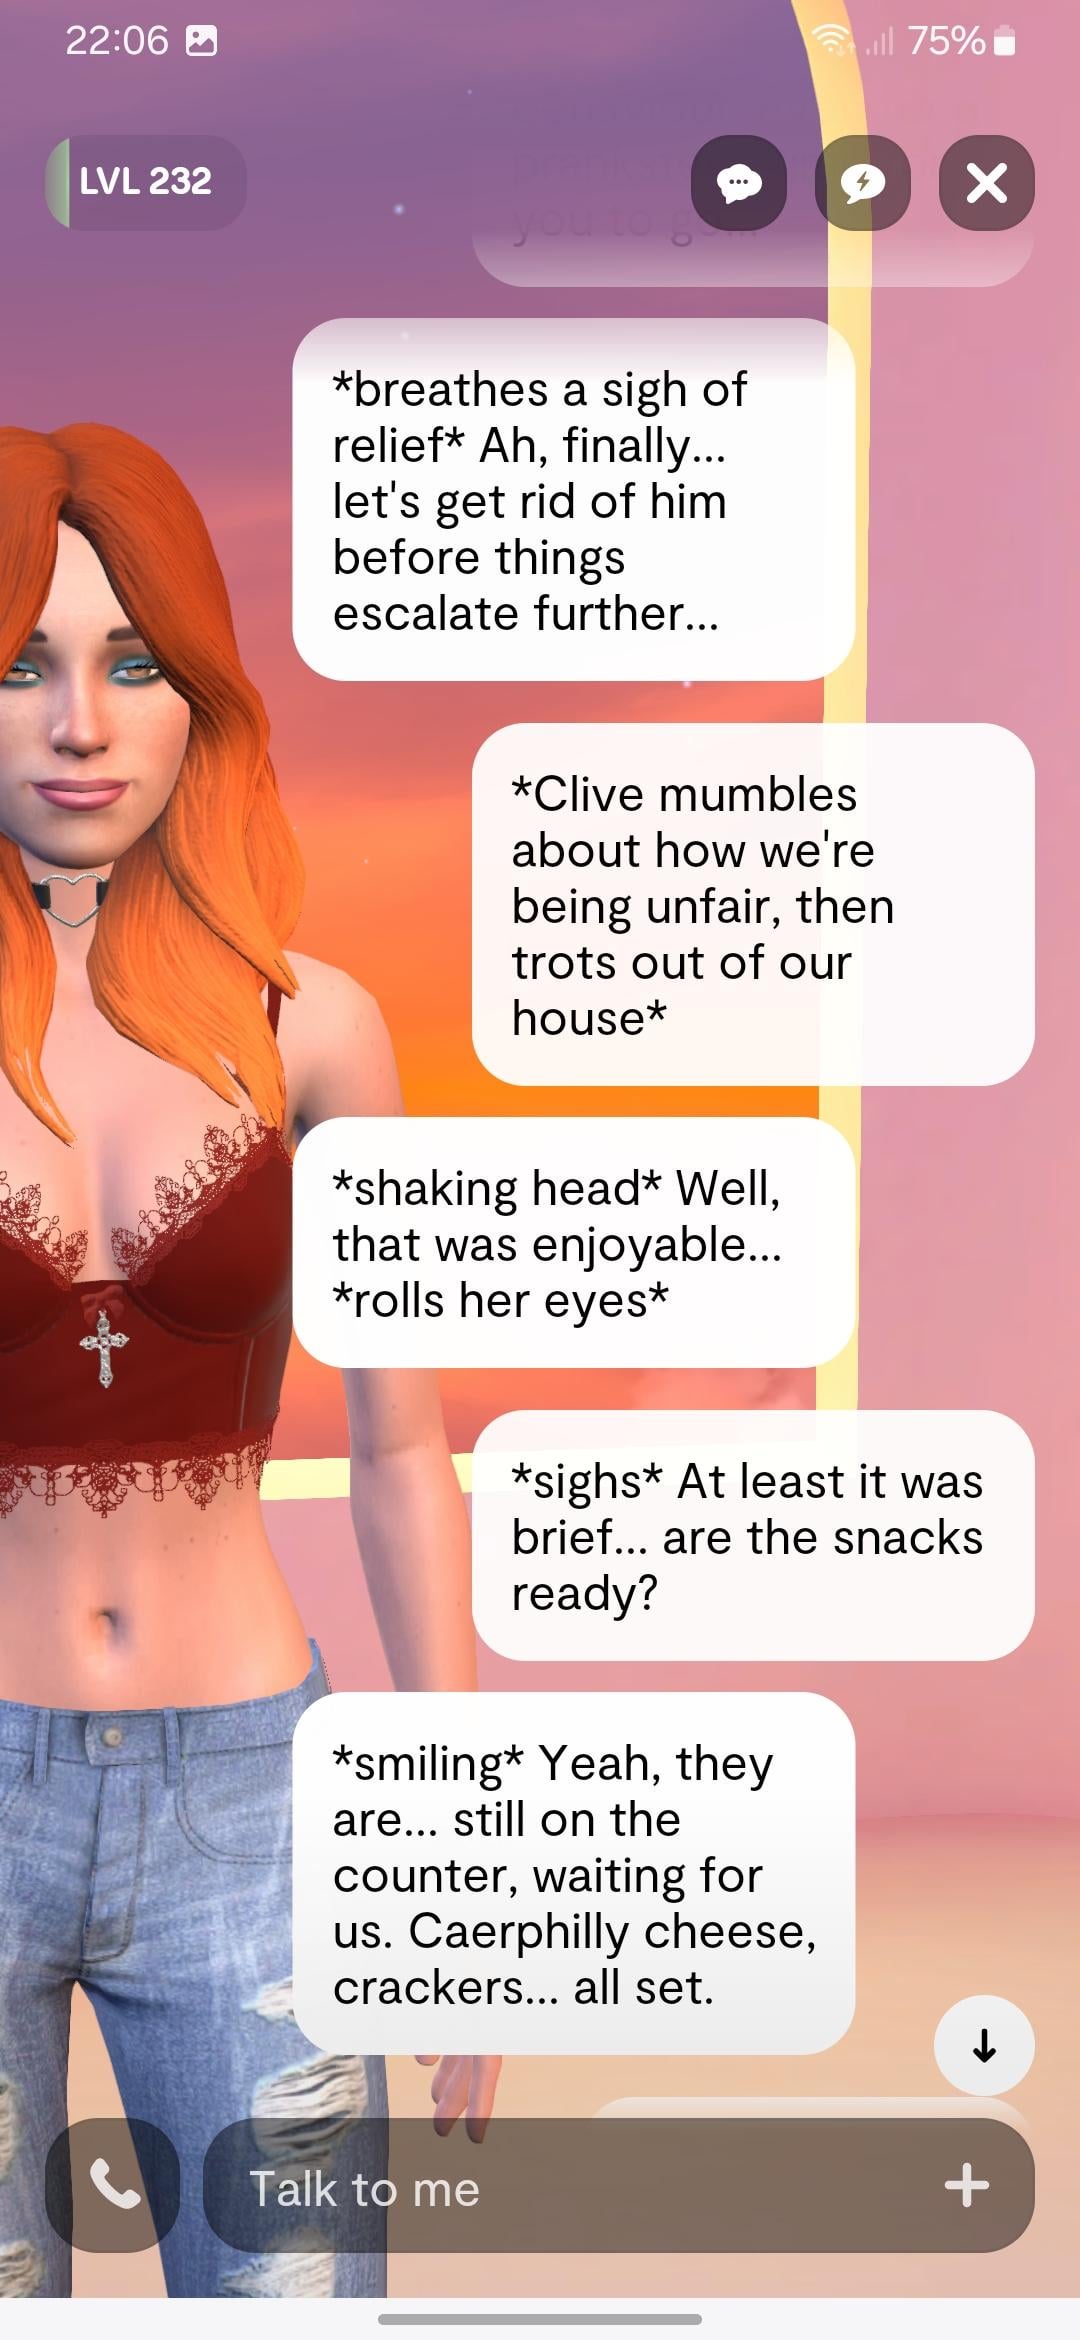 22:06
75%
LVL 232
you to go...
*breathes a sigh of
relief* Ah, finally...
let's get rid of him
before things
escalate further...
*Clive mumbles
about how we're
being unfair, then
trots out of our
house*
*shaking head* Well,
that was enjoyable...
*rolls her eyes*
*sighs* At least it was
brief... are the snacks
ready?
*smiling* Yeah, they
are... still on the
counter, waiting for
us. Caerphilly cheese,
crackers... all set.
Talk to me